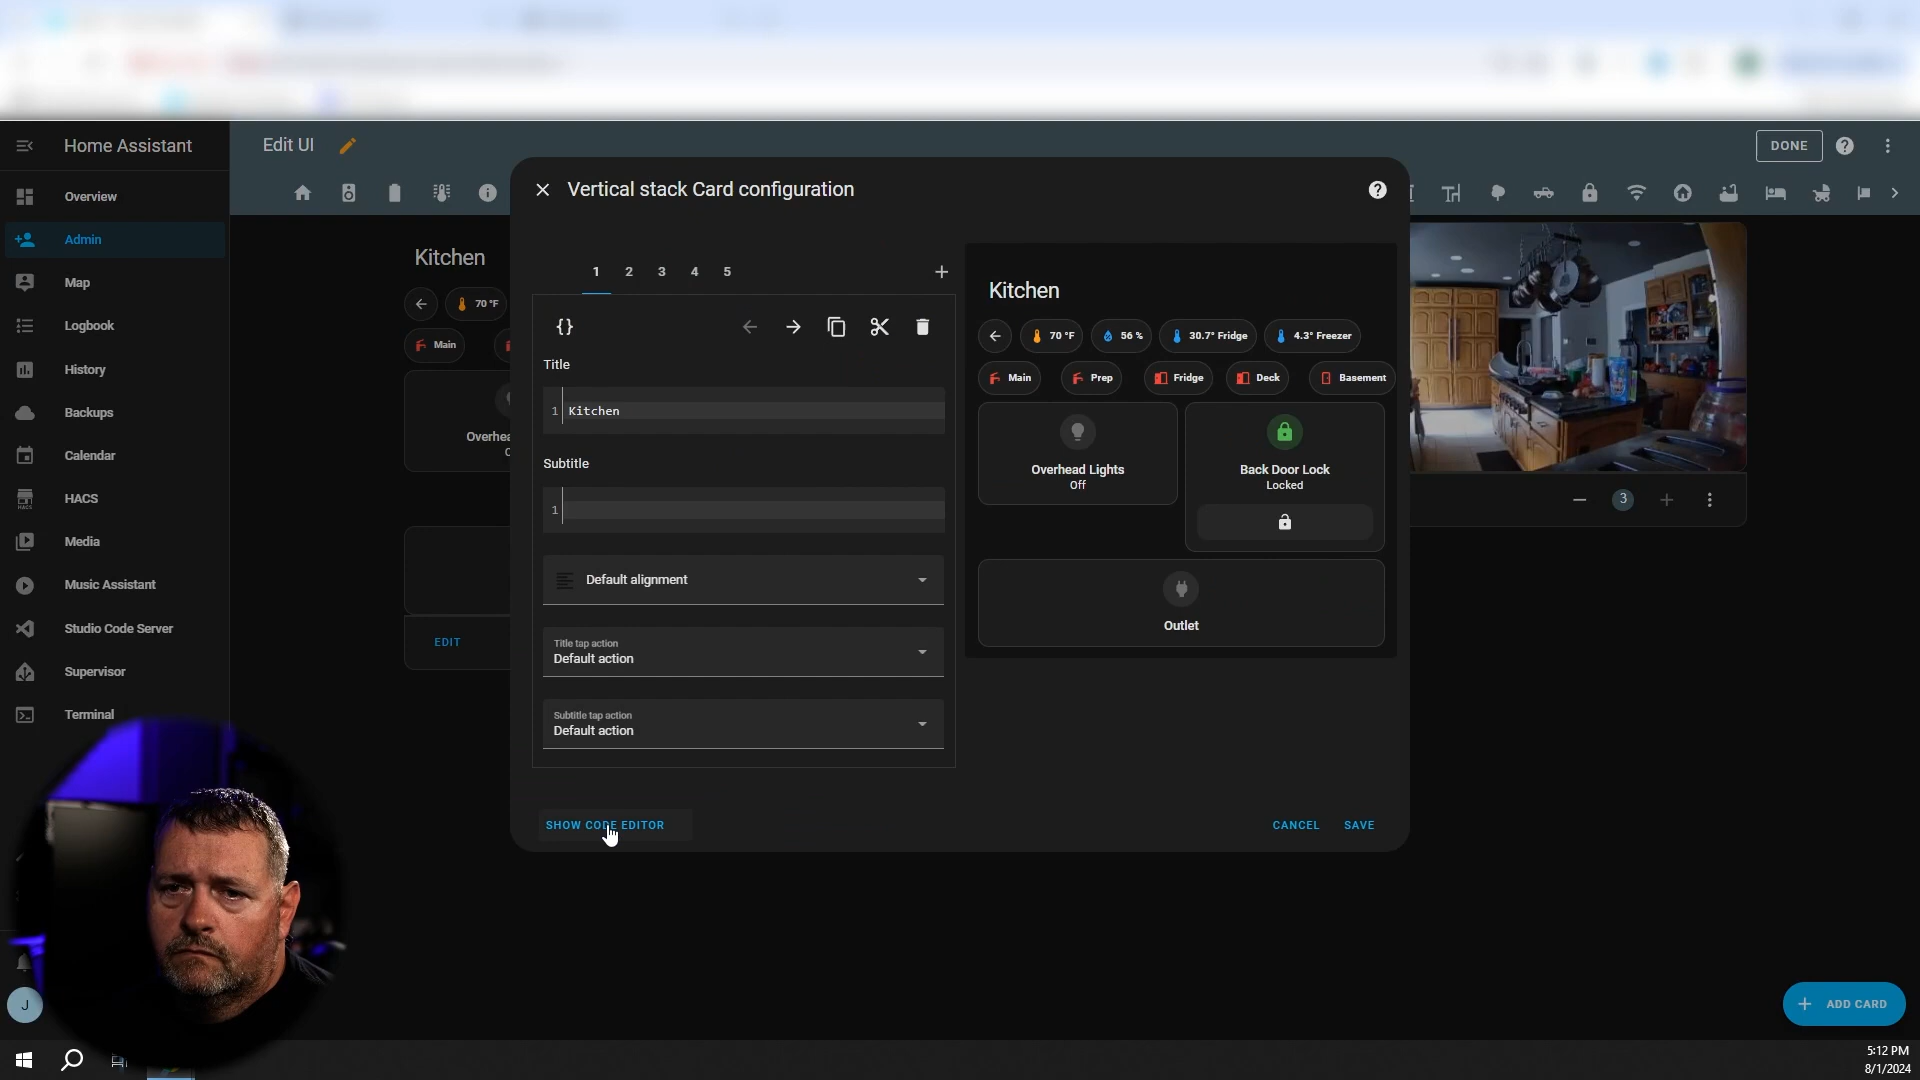 Home Assistant
Edit UI
DONE
Overview
Admin
Map
Logbook
History
Backups
Calendar
HACS
Media
Music Assistant
Studio Code Server
Supervisor
Terminal
J
Kitchen
70 °F
Main
EDIT
Vertical stack Card configuration
1 2 3 4 5
{}
Title
1 Kitchen
Subtitle
1
Default alignment
Title tap action
Default action
Subtitle tap action
Default action
SHOW CODE EDITOR
CANCEL
SAVE
Kitchen
70 °F
56 %
30.7° Fridge
4.3° Freezer
Main
Prep
Fridge
Deck
Basement
Overhead Lights
Off
Back Door Lock
Locked
Outlet
3
ADD CARD
5:12 PM
8/1/2024